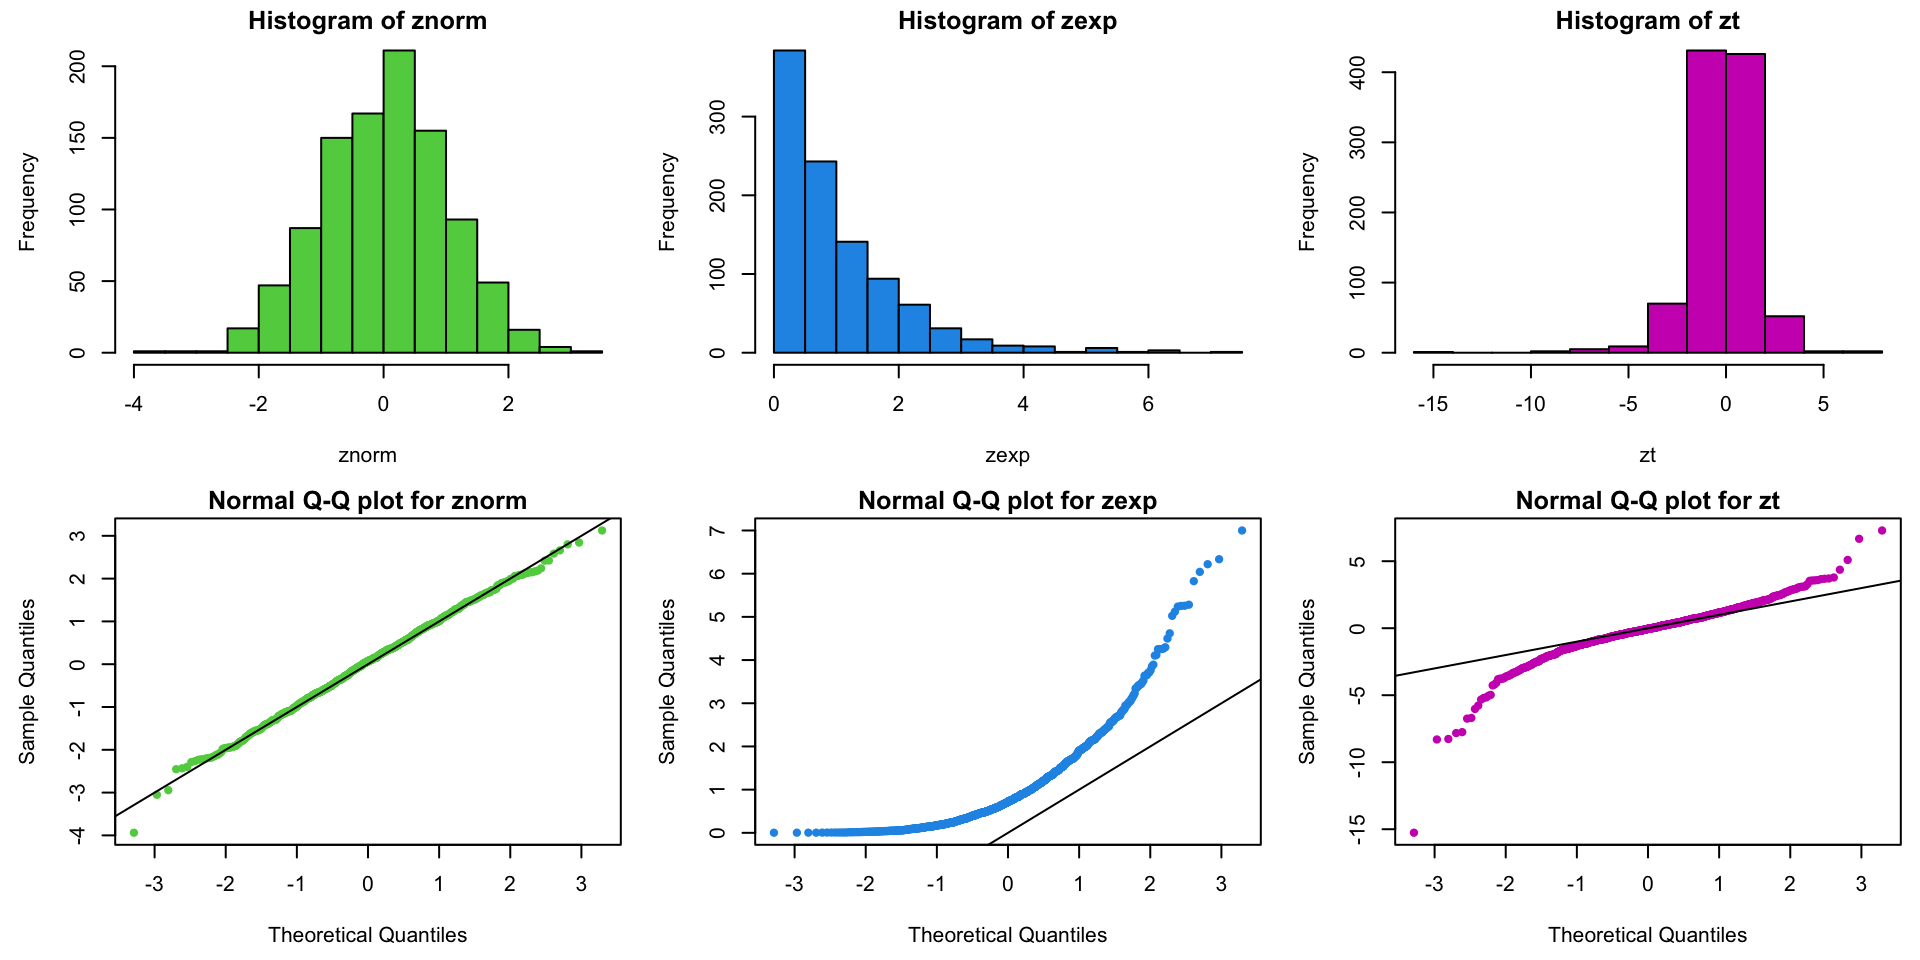 Histogram of znorm
Frequency
0 50 100 150 200
-4 -2 0 2
znorm
Histogram of zexp
Frequency
0 100 200 300
0 2 4 6
zexp
Histogram of zt
Frequency
0 100 200 300 400
-15 -10 -5 0 5
zt
Normal Q-Q plot for znorm
Sample Quantiles
-4 -3 -2 -1 0 1 2 3
-3 -2 -1 0 1 2 3
Theoretical Quantiles
Normal Q-Q plot for zexp
Sample Quantiles
0 1 2 3 4 5 6 7
-3 -2 -1 0 1 2 3
Theoretical Quantiles
Normal Q-Q plot for zt
Sample Quantiles
-15 -10 -5 0 5
-3 -2 -1 0 1 2 3
Theoretical Quantiles